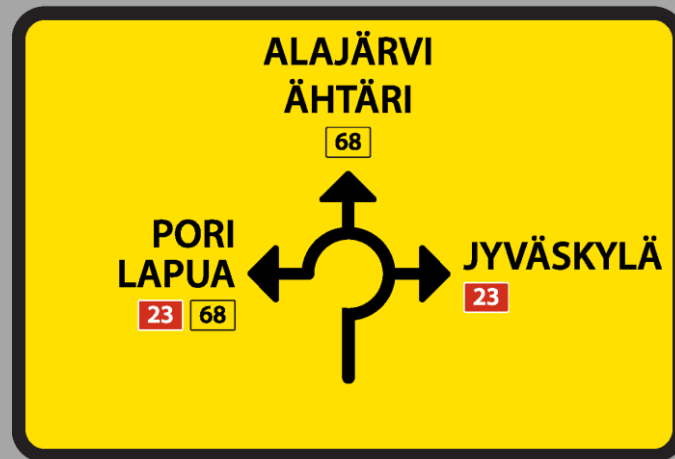 ALAJÄRVI
ÄHTÄRI
68
PORI
LAPUA
23 68
JYVÄSKYLÄ
23